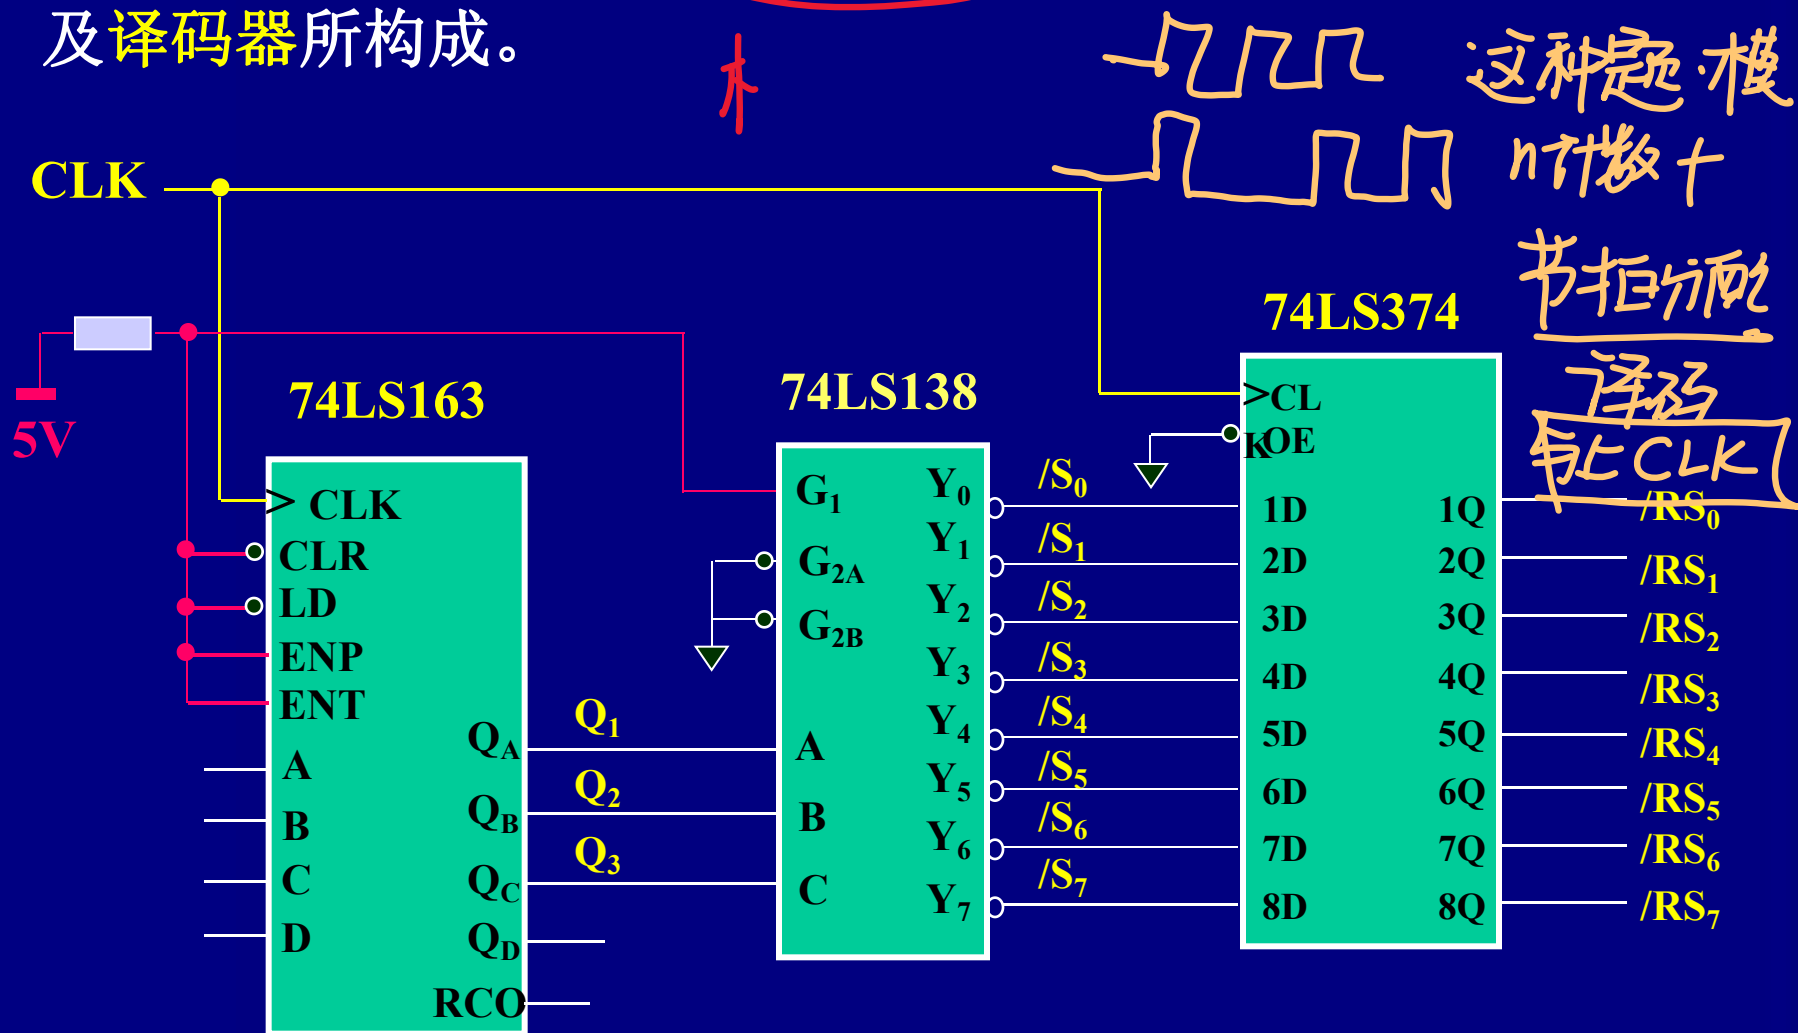 及译码器所构成。
这种题:模
n计数+
节拍分配
译码
写上CLK
CLK
5V
74LS163
> CLK
CLR
LD
ENP
ENT
A
B
C
D
QA
QB
QC
QD
RCO
Q1
Q2
Q3
74LS138
G1
G2A
G2B
A
B
C
Y0
Y1
Y2
Y3
Y4
Y5
Y6
Y7
/S0
/S1
/S2
/S3
/S4
/S5
/S6
/S7
74LS374
>CL
K
OE
1D
2D
3D
4D
5D
6D
7D
8D
1Q
2Q
3Q
4Q
5Q
6Q
7Q
8Q
/RS0
/RS1
/RS2
/RS3
/RS4
/RS5
/RS6
/RS7